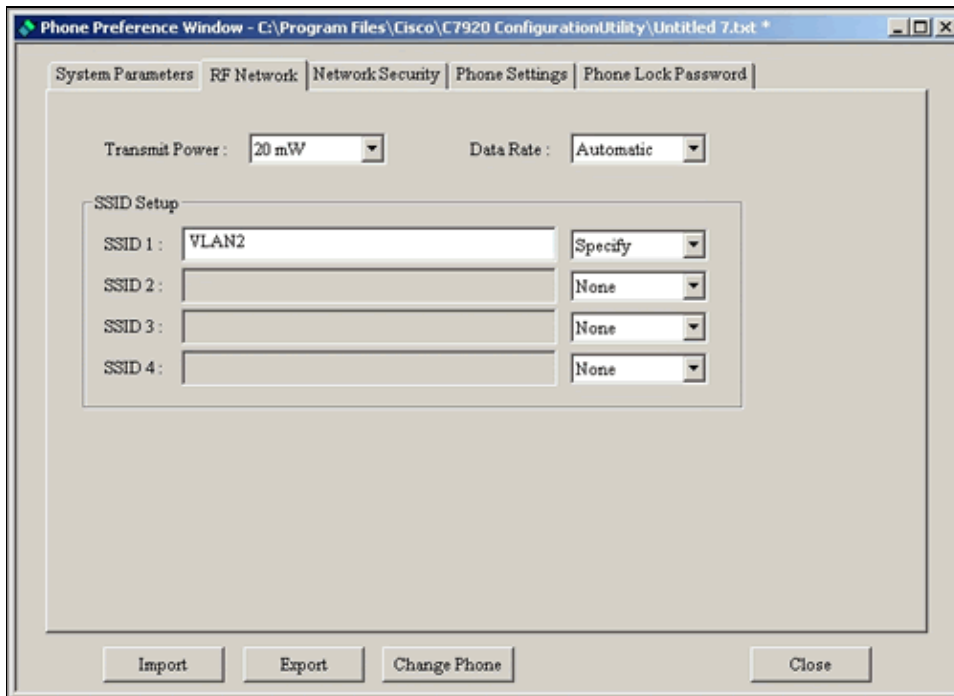 Phone Preference Window - C:\Program Files\Cisco\C7920 ConfigurationUtility\Untitled 7.txt *
System Parameters RF Network Network Security Phone Settings Phone Lock Password
Transmit Power : 20 mW Data Rate : Automatic
SSID Setup
SSID 1 : VLAN2 Specify
SSID 2 : None
SSID 3 : None
SSID 4 : None
Import Export Change Phone Close